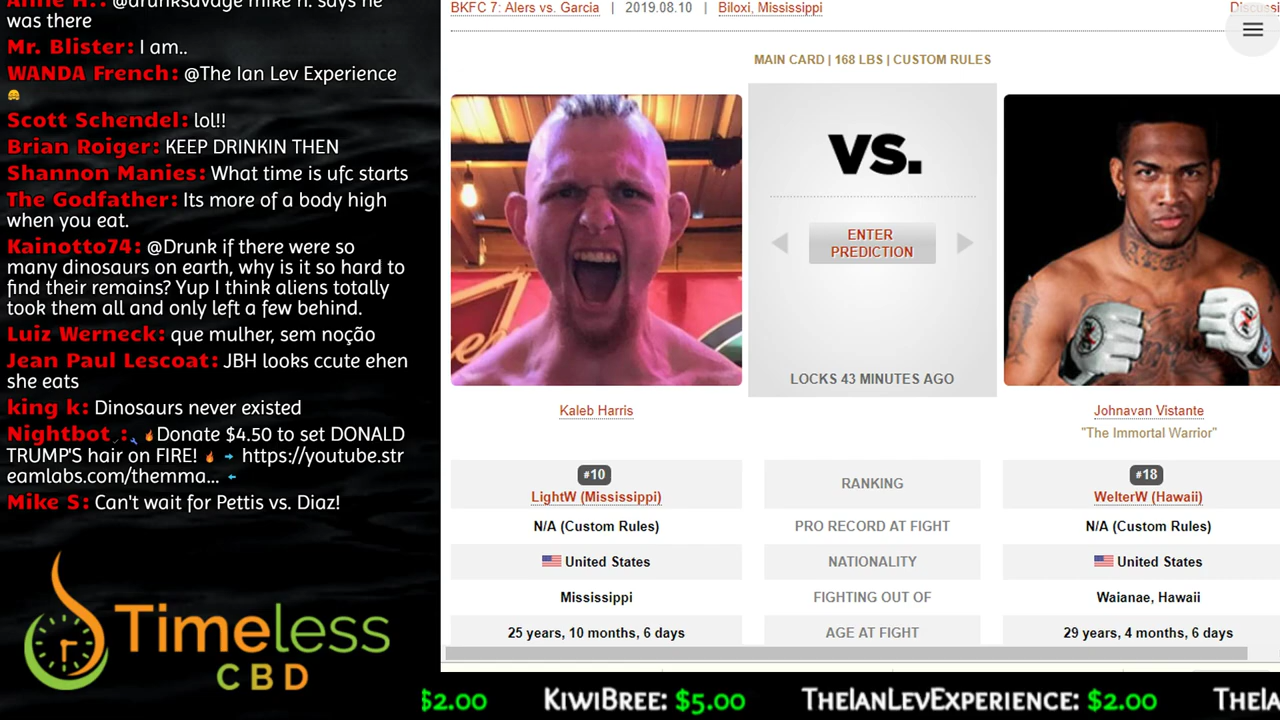 Annie H.: @drunksavage mike n. says he
was there
Mr. Blister: I am..
WANDA French: @The Ian Lev Experience
Scott Schendel: lol!!
Brian Roiger: KEEP DRINKIN THEN
Shannon Manies: What time is ufc starts
The Godfather: Its more of a body high
when you eat.
Kainotto74: @Drunk if there were so
many dinosaurs on earth, why is it so hard to
find their remains? Yup I think aliens totally
took them all and only left a few behind.
Luiz Werneck: que mulher, sem noção
Jean Paul Lescoat: JBH looks ccute ehen
she eats
king k: Dinosaurs never existed
Nightbot : Donate $4.50 to set DONALD
TRUMP'S hair on FIRE! https://youtube.str
eamlabs.com/themma...
Mike S: Can't wait for Pettis vs. Diaz!
Timeless
CBD
BKFC 7: Alers vs. Garcia | 2019.08.10 | Biloxi, Mississippi
MAIN CARD | 168 LBS | CUSTOM RULES
VS.
ENTER
PREDICTION
LOCKS 43 MINUTES AGO
Kaleb Harris
Johnavan Vistante
"The Immortal Warrior"
#10 #18
LightW (Mississippi) RANKING WelterW (Hawaii)
N/A (Custom Rules) PRO RECORD AT FIGHT N/A (Custom Rules)
United States NATIONALITY United States
Mississippi FIGHTING OUT OF Waianae, Hawaii
25 years, 10 months, 6 days AGE AT FIGHT 29 years, 4 months, 6 days
$2.00 KiwiBree: $5.00 TheIanLevExperience: $2.00 TheIa